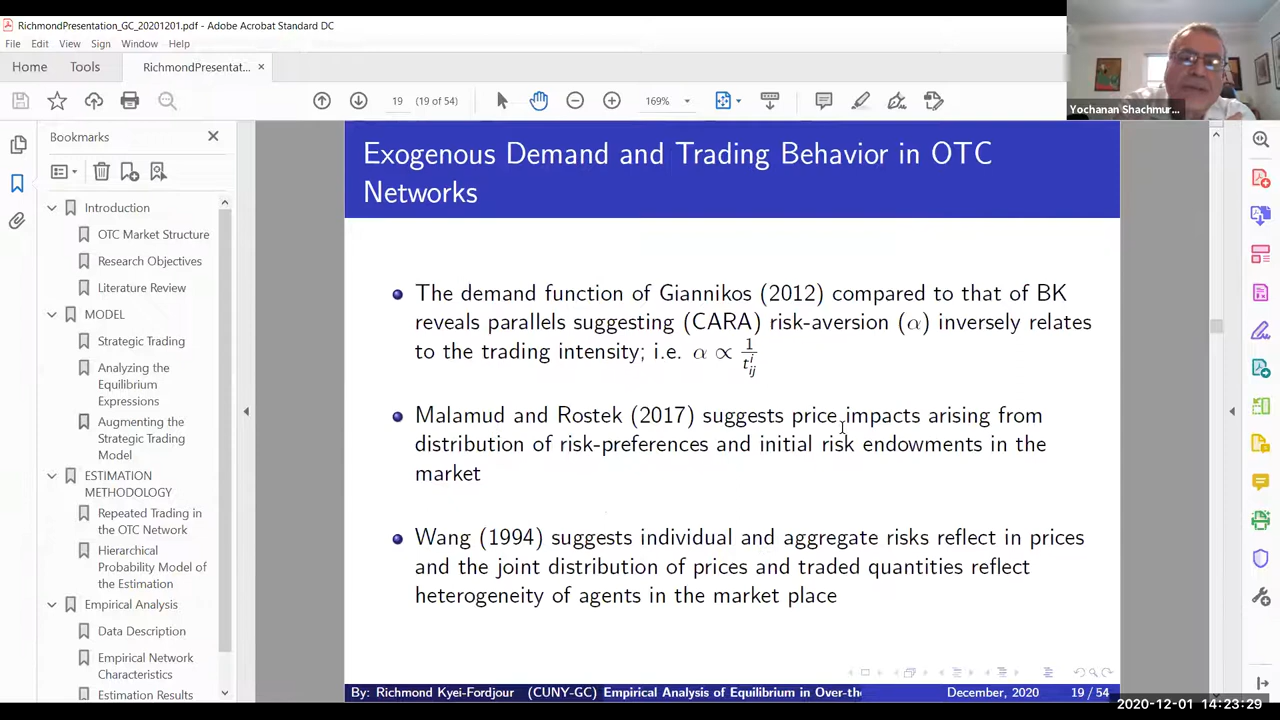 RichmondPresentation_GC_20201201.pdf - Adobe Acrobat Standard DC
File Edit View Sign Window Help
Home Tools RichmondPresentat... ×
19 (19 of 54) 169%
Yochanan Shachmur...
Bookmarks
Introduction
OTC Market Structure
Research Objectives
Literature Review
MODEL
Strategic Trading
Analyzing the
Equilibrium
Expressions
Augmenting the
Strategic Trading
Model
ESTIMATION
METHODOLOGY
Repeated Trading in
the OTC Network
Hierarchical
Probability Model of
the Estimation
Empirical Analysis
Data Description
Empirical Network
Characteristics
Estimation Results
Exogenous Demand and Trading Behavior in OTC
Networks
The demand function of Giannikos (2012) compared to that of BK
reveals parallels suggesting (CARA) risk-aversion (α) inversely relates
to the trading intensity; i.e. α ∝ 1/t^i_ij
Malamud and Rostek (2017) suggests price impacts arising from
distribution of risk-preferences and initial risk endowments in the
market
Wang (1994) suggests individual and aggregate risks reflect in prices
and the joint distribution of prices and traded quantities reflect
heterogeneity of agents in the market place
By: Richmond Kyei-Fordjour (CUNY-GC) Empirical Analysis of Equilibrium in Over-the December, 2020 19 / 54
2020-12-01 14:23:29